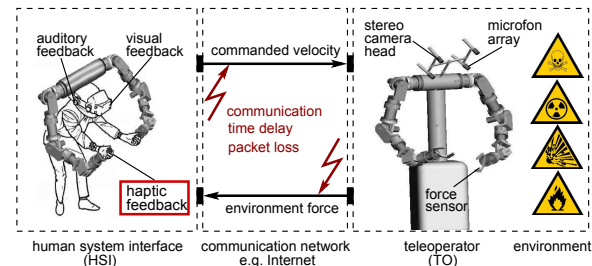 auditory
feedback
visual
feedback
haptic
feedback
commanded velocity
communication
time delay
packet loss
environment force
stereo
camera
head
microfon
array
force
sensor
human system interface
(HSI)
communication network
e.g. Internet
teleoperator
(TO)
environment